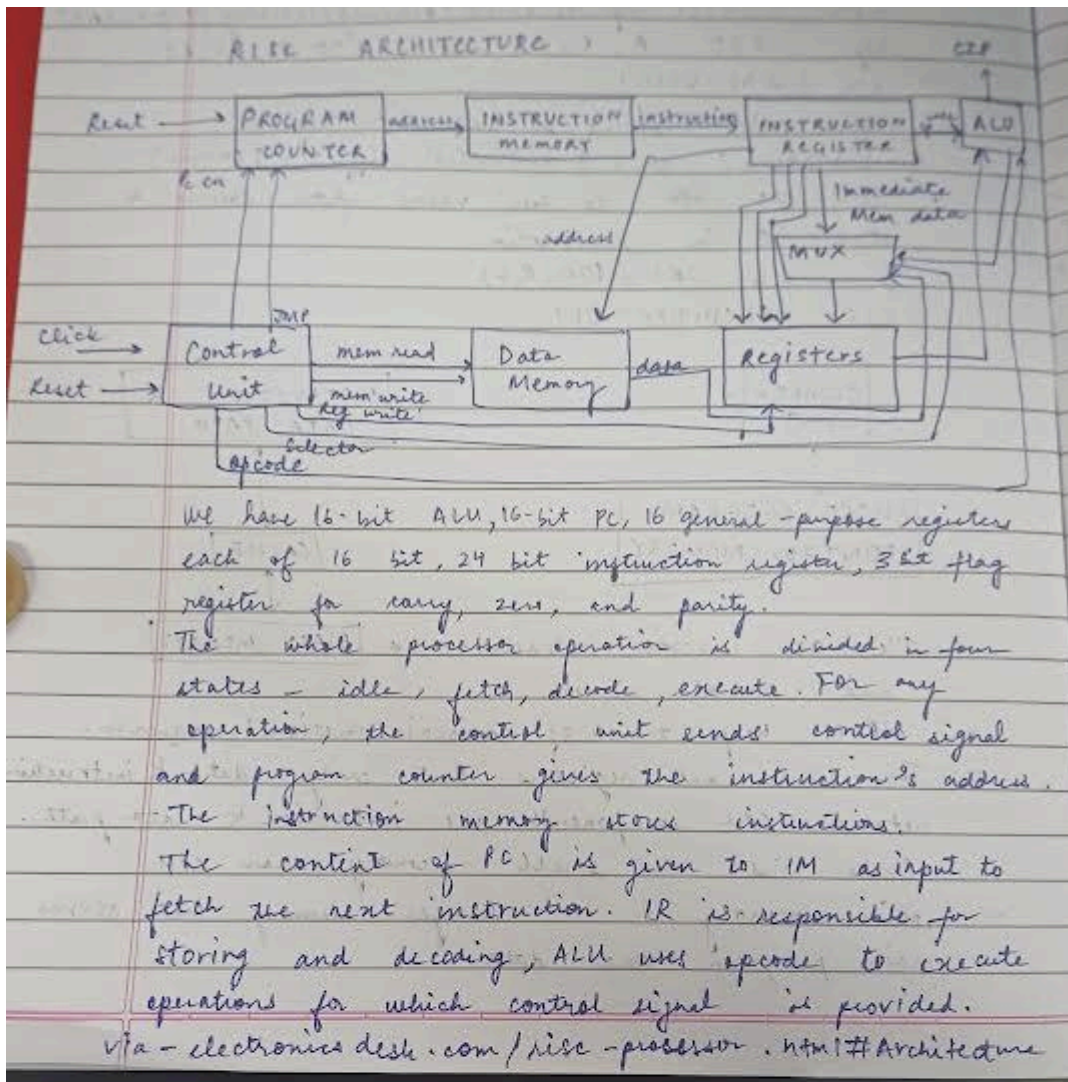 RISC ARCHITECTURE
CZP
Reset
PROGRAM COUNTER
address
INSTRUCTION MEMORY
instruction
INSTRUCTION REGISTER
ALU
Pc en
Immediate
Mem data
address
MUX
JMP
Click
Reset
Control Unit
mem read
mem write
Reg write
Data Memory
data
Registers
selector
opcode
We have 16-bit ALU, 16-bit PC, 16 general-purpose registers
each of 16 bit, 24 bit instruction register, 3 bit flag
register for carry, zero, and parity.
The whole processor operation is divided in four
states - idle, fetch, decode, execute. For any
operation, the control unit sends control signal
and program counter gives the instruction's address.
The instruction memory stores instuctions.
The content of PC is given to IM as input to
fetch the next instruction. IR is responsible for
storing and decoding, ALU uses opcode to execute
operations for which control signal is provided.
via - electronicsdesk.com/risc-prosessor.html#Architecture